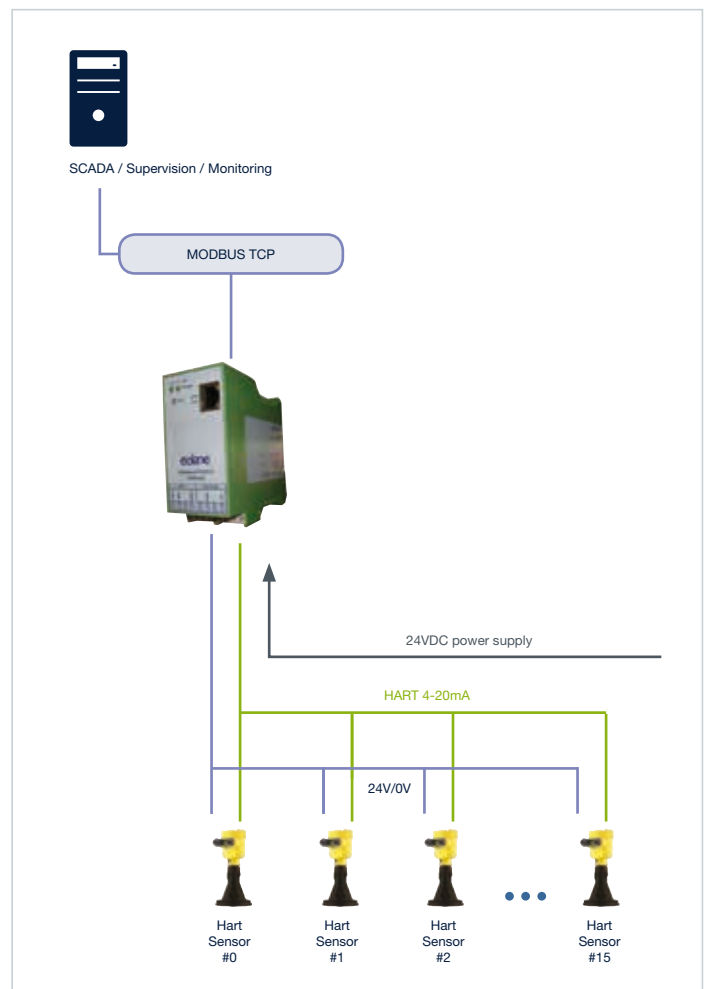 SCADA / Supervision / Monitoring
MODBUS TCP
eolane
24VDC power supply
HART 4-20mA
24V/0V
Hart
Sensor
#0
Hart
Sensor
#1
Hart
Sensor
#2
Hart
Sensor
#15